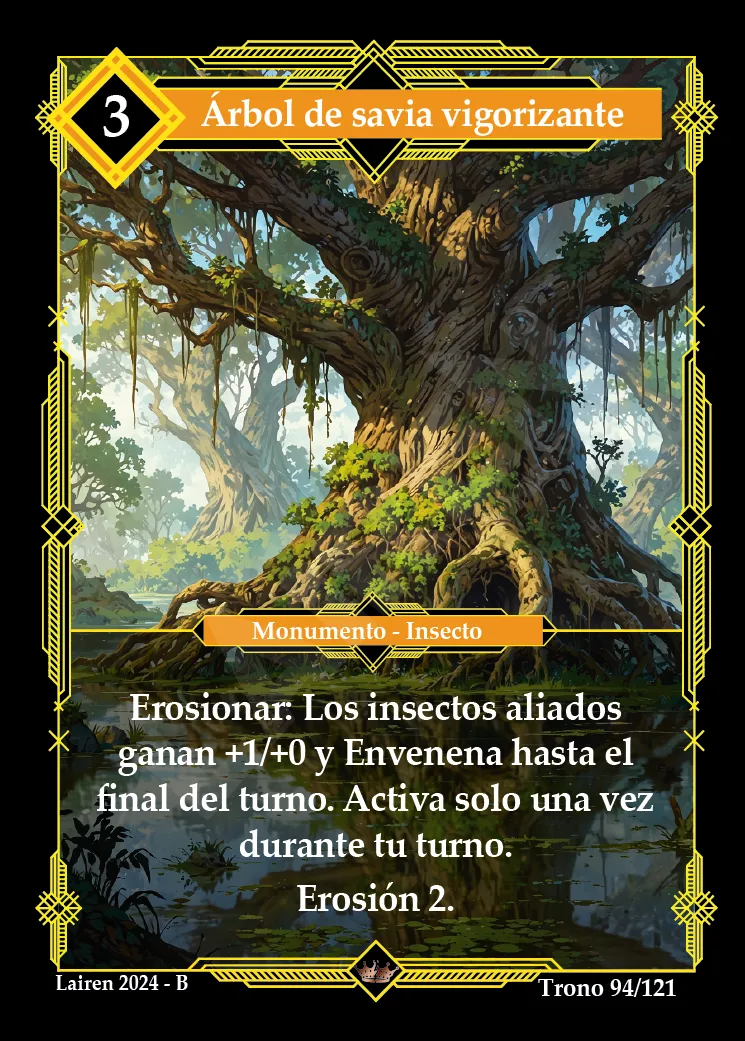 3
Árbol de savia vigorizante
Monumento - Insecto
Erosionar: Los insectos aliados
ganan +1/+0 y Envenena hasta el
final del turno. Activa solo una vez
durante tu turno.
Erosión 2.
Lairen 2024 - B
Trono 94/121